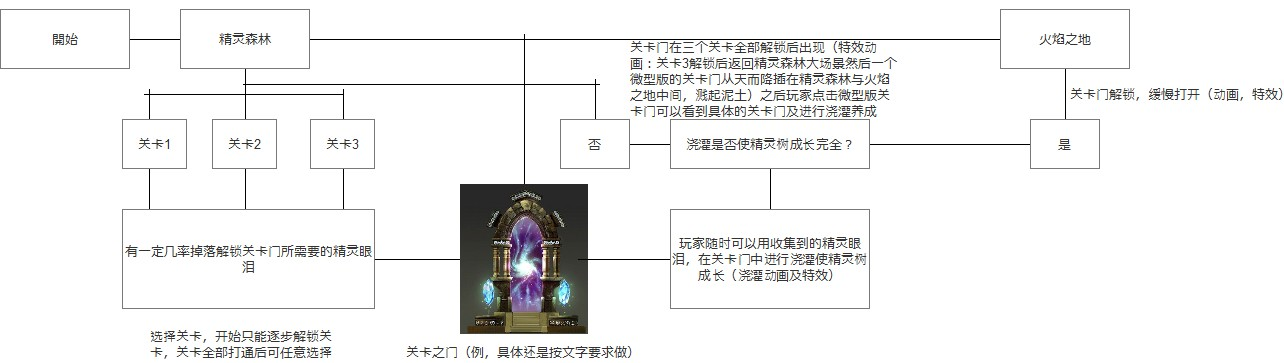 開始
精灵森林
火焰之地
关卡门在三个关卡全部解锁后出现（特效动
画：关卡3解锁后返回精灵森林大场景然后一个
微型版的关卡门从天而降插在精灵森林与火焰
之地中间，溅起泥土）之后玩家点击微型版关
卡门可以看到具体的关卡门及进行浇灌养成
关卡门解锁，缓慢打开（动画，特效）
关卡1
关卡2
关卡3
否
浇灌是否使精灵树成长完全？
是
有一定几率掉落解锁关卡门所需要的精灵眼
泪
玩家随时可以用收集到的精灵眼
泪，在关卡门中进行浇灌使精灵树
成长（浇灌动画及特效）
选择关卡，开始只能逐步解锁关
卡，关卡全部打通后可任意选择
关卡之门（例，具体还是按文字要求做）